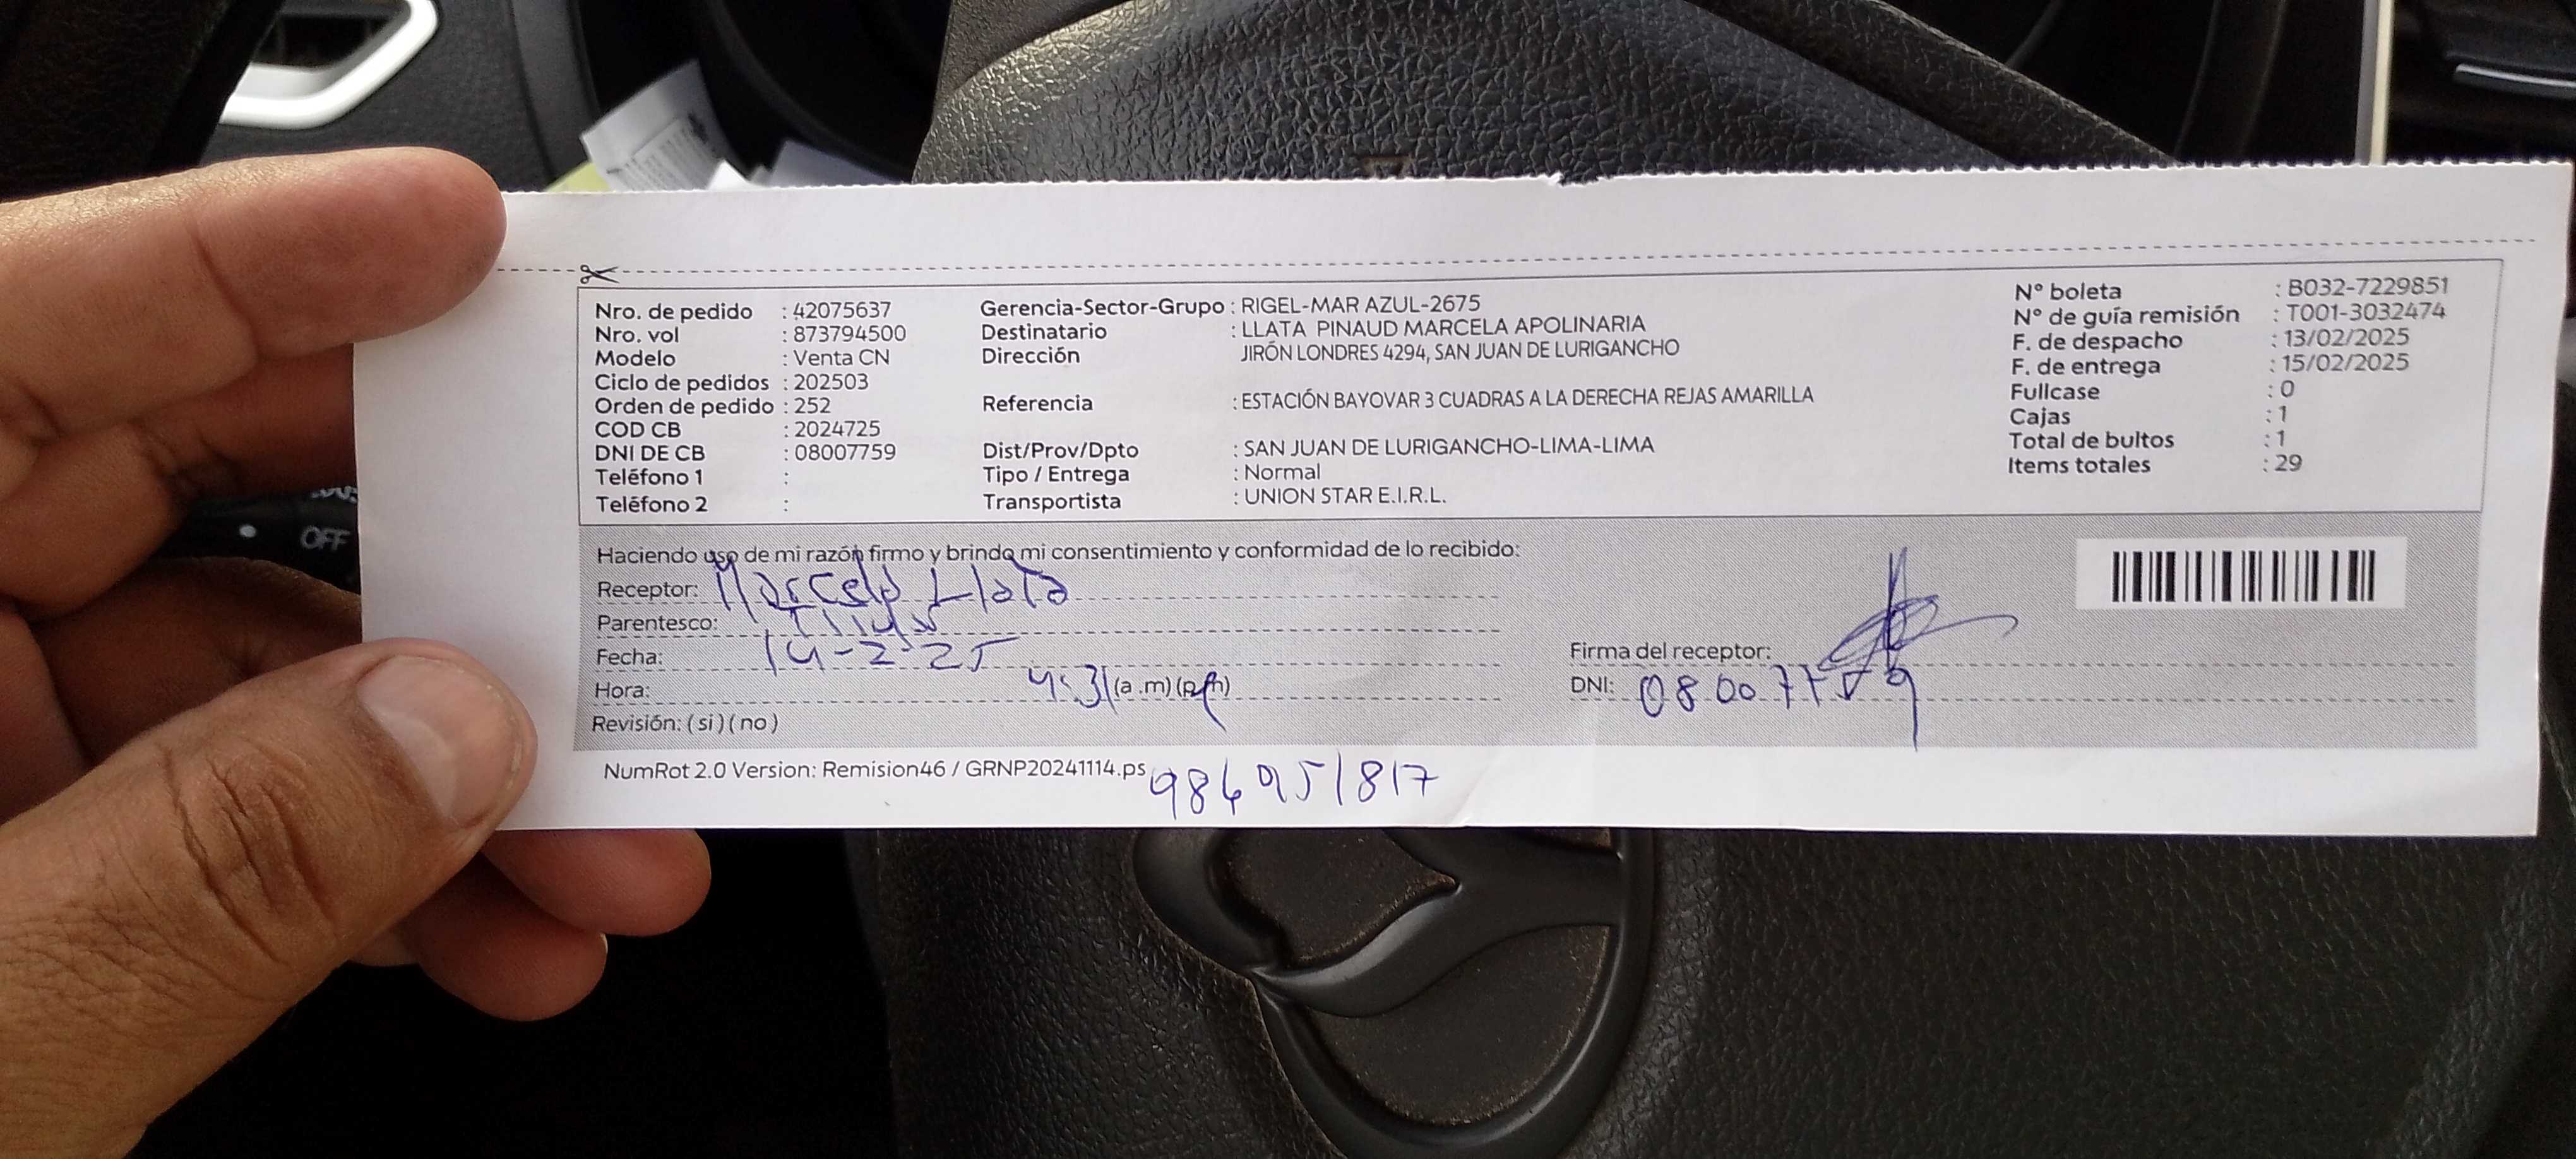 Nro. de pedido : 42075637
Nro. vol : 873794500
Modelo : Venta CN
Ciclo de pedidos : 202503
Orden de pedido : 252
COD CB : 2024725
DNI DE CB : 08007759
Teléfono 1 :
Teléfono 2 :
Gerencia-Sector-Grupo : RIGEL-MAR AZUL-2675
Destinatario : LLATA PINAUD MARCELA APOLINARIA
Dirección JIRÓN LONDRES 4294, SAN JUAN DE LURIGANCHO
Referencia : ESTACIÓN BAYOVAR 3 CUADRAS A LA DERECHA REJAS AMARILLA
Dist/Prov/Dpto : SAN JUAN DE LURIGANCHO-LIMA-LIMA
Tipo / Entrega : Normal
Transportista : UNION STAR E.I.R.L.
N° boleta : B032-7229851
N° de guía remisión : T001-3032474
F. de despacho : 13/02/2025
F. de entrega : 15/02/2025
Fullcase : 0
Cajas : 1
Total de bultos : 1
Items totales : 29
Haciendo uso de mi razón firmo y brindo mi consentimiento y conformidad de lo recibido:
Receptor: Marcela Llata
Parentesco:
Fecha: 14-2-25
Hora: 4:31 (a .m) (p.m)
Revisión: ( si ) ( no )
Firma del receptor:
DNI: 08007759
NumRot 2.0 Version: Remision46 / GRNP20241114.ps
986951817
OFF